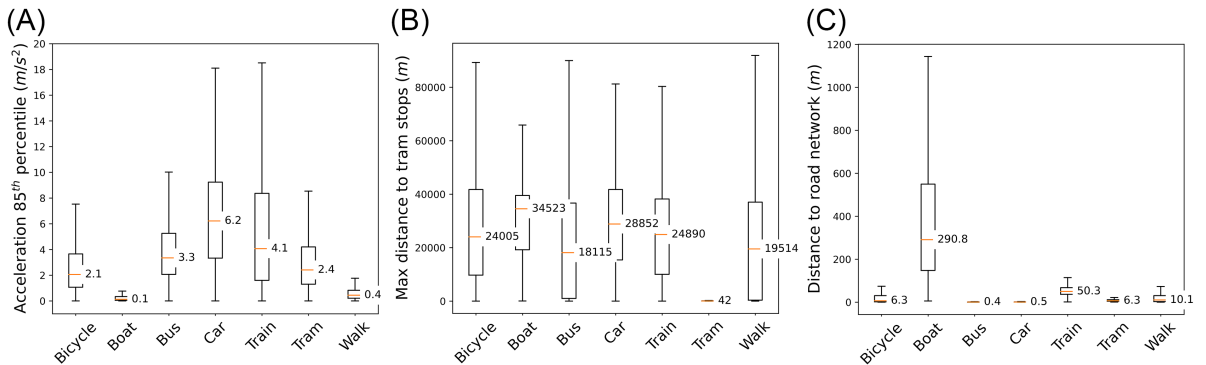 (A)
Acceleration 85th percentile (m/s2)
20
18
16
14
12
10
8
6
4
2
0
2.1
0.1
3.3
6.2
4.1
2.4
0.4
Bicycle
Boat
Bus
Car
Train
Tram
Walk
(B)
Max distance to tram stops (m)
80000
60000
40000
20000
0
24005
34523
18115
28852
24890
42
19514
Bicycle
Boat
Bus
Car
Train
Tram
Walk
(C)
Distance to road network (m)
1200
1000
800
600
400
200
0
6.3
290.8
0.4
0.5
50.3
6.3
10.1
Bicycle
Boat
Bus
Car
Train
Tram
Walk